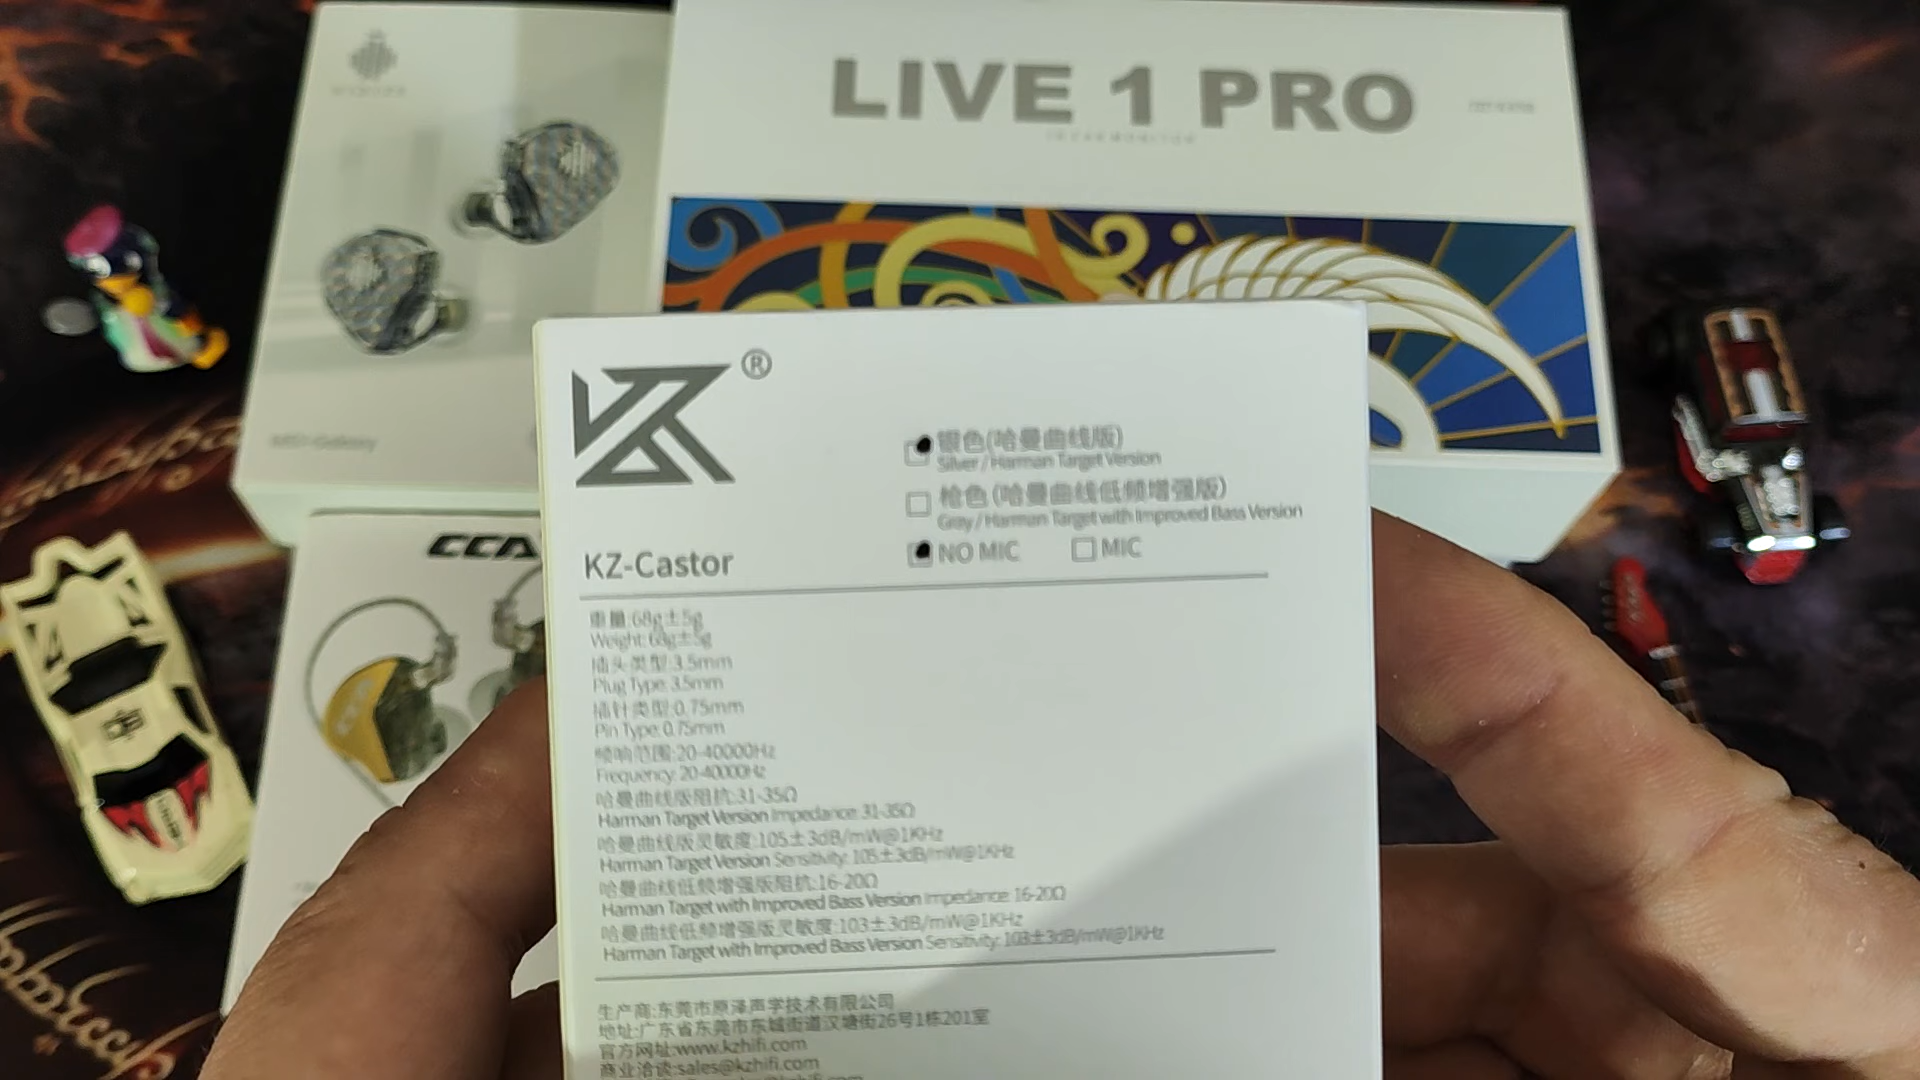 LIVE 1 PRO
IN EAR MONITOR
CCA
CCA
KZ®
银色(哈曼曲线版)
Silver / Harman Target Version
枪色 (哈曼曲线低频增强版)
Gray / Harman Target with Improved Bass Version
NO MIC MIC
KZ-Castor
重量:68g±5g
Weight: 68g±5g
插头类型:3.5mm
Plug Type: 3.5mm
插针类型:0.75mm
Pin Type: 0.75mm
频响范围:20-40000Hz
Frequency: 20-40000Hz
哈曼曲线版阻抗:31-35Ω
Harman Target Version Impedance: 31-35Ω
哈曼曲线版灵敏度:105±3dB/mW@1KHz
Harman Target Version Sensitivity: 105±3dB/mW@1KHz
哈曼曲线低频增强版阻抗:16-20Ω
Harman Target with Improved Bass Version Impedance: 16-20Ω
哈曼曲线低频增强版灵敏度:103±3dB/mW@1KHz
Harman Target with Improved Bass Version Sensitivity: 103±3dB/mW@1KHz
生产商:东莞市原泽声学技术有限公司
地址:广东省东莞市东城街道汉塘街26号1栋201室
官方网址:www.kzhifi.com
商业洽谈:sales@kzhifi.com